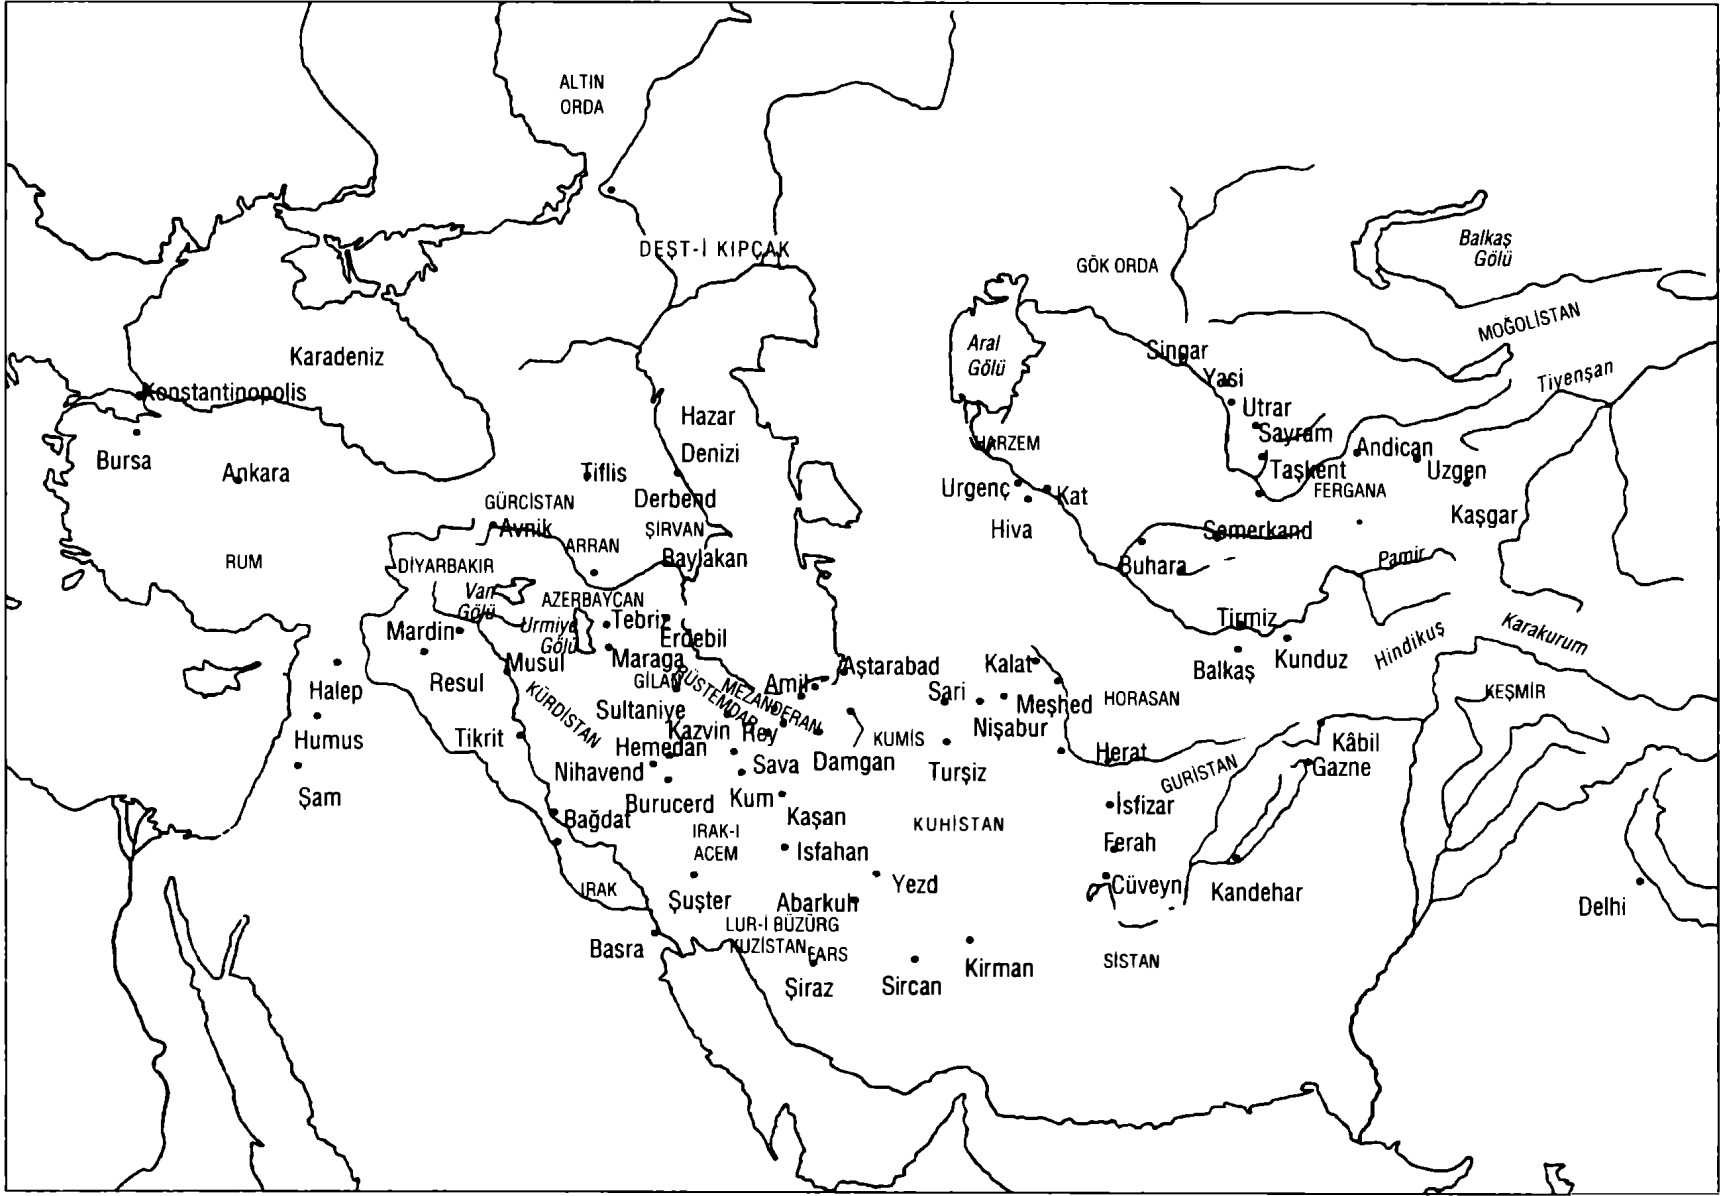 ALTIN
ORDA
DEŞT-İ KIPÇAK
GÖK ORDA
Balkaş
Gölü
MOĞOLİSTAN
Aral
Gölü
Karadeniz
Singar
Yasi
Tiyenşan
Konstantinopolis
Utrar
Hazar
Denizi
Sayram
HARZEM
Andican
Bursa
Ankara
Tiflis
Taşkent
Uzgen
Urgenç
Kat
FERGANA
Derbend
GÜRCİSTAN
Avnik
ŞIRVAN
Hiva
Semerkand
Kaşgar
ARRAN
Baylakan
RUM
DİYARBAKIR
Buhara
Pamir
Van
Gölü
AZERBAYCAN
Tebriz
Urmiye
Gölü
Erdebil
Mardin
Tirmiz
Hindikuş
Karakurum
Musul
Maraga
Aştarabad
Kalat
Balkaş
Kunduz
Halep
Resul
GİLAN
RÜSTEMDAR
MEZANDERAN
Amil
Sari
Meşhed
HORASAN
KEŞMİR
KÜRDİSTAN
Sultaniye
Kazvin
Rey
Nişabur
Humus
Tikrit
Hemedan
KUMİS
Herat
Kâbil
Nihavend
Sava
Damgan
Turşiz
GURİSTAN
Gazne
Şam
Burucerd
Kum
İsfizar
Bağdat
Kaşan
KUHİSTAN
IRAK-I
ACEM
Isfahan
Ferah
IRAK
Yezd
Cüveyn
Kandehar
Şuşter
Abarkuh
Delhi
LUR-İ BÜZÜRG
KUZİSTAN
FARS
Basra
Kirman
SİSTAN
Şiraz
Sircan